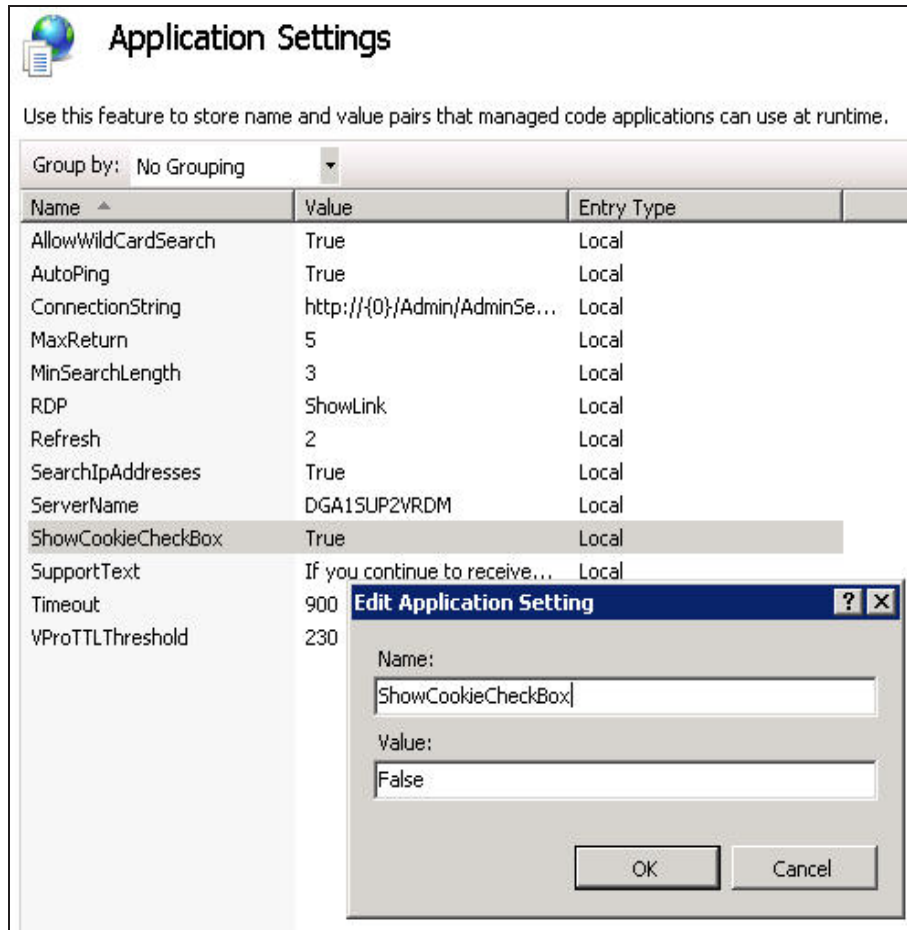 Application Settings
Use this feature to store name and value pairs that managed code applications can use at runtime.
Group by: No Grouping
Name Value Entry Type
AllowWildCardSearch True Local
AutoPing True Local
ConnectionString http://{0}/Admin/AdminSe... Local
MaxReturn 5 Local
MinSearchLength 3 Local
RDP ShowLink Local
Refresh 2 Local
SearchIpAddresses True Local
ServerName DGA1SUP2VRDM Local
ShowCookieCheckBox True Local
SupportText If you continue to receive... Local
Timeout 900
VProTTLThreshold 230
Edit Application Setting
Name:
ShowCookieCheckBox
Value:
False
OK Cancel